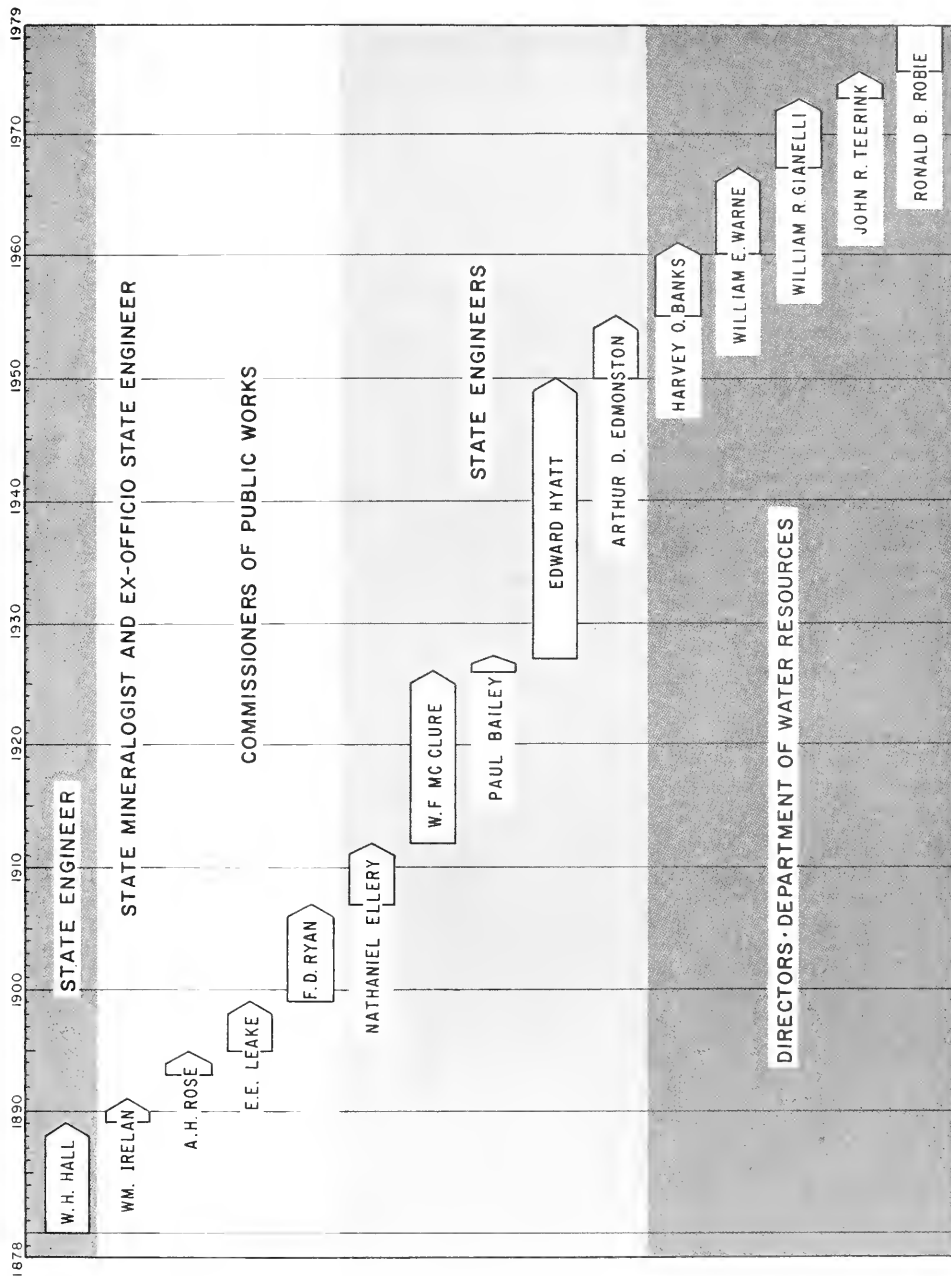 1878
1890
1900
1910
1920
1930
1940
1950
1960
1970
1979
W.H. HALL
STATE ENGINEER
WM. IRELAN
STATE MINERALOGIST AND EX-OFFICIO STATE ENGINEER
A.H. ROSE
E.E. LEAKE
COMMISSIONERS OF PUBLIC WORKS
F.D. RYAN
NATHANIEL ELLERY
W.F MC CLURE
PAUL BAILEY
STATE ENGINEERS
EDWARD HYATT
ARTHUR D. EDMONSTON
HARVEY O. BANKS
WILLIAM E. WARNE
DIRECTORS·DEPARTMENT OF WATER RESOURCES
WILLIAM R. GIANELLI
JOHN R. TEERINK
RONALD B. ROBIE